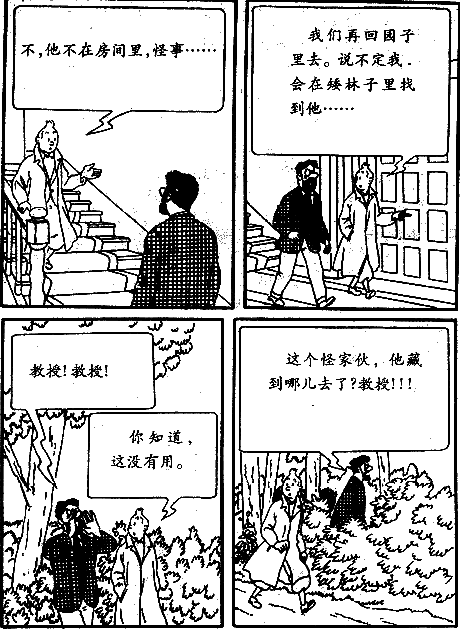 不,他不在房间里,怪事……
我们再回园子
里去。说不定我.
会在矮林子里找
到他……
教授!教授!
你知道,
这没有用。
这个怪家伙,他藏
到哪儿去了?教授!!!